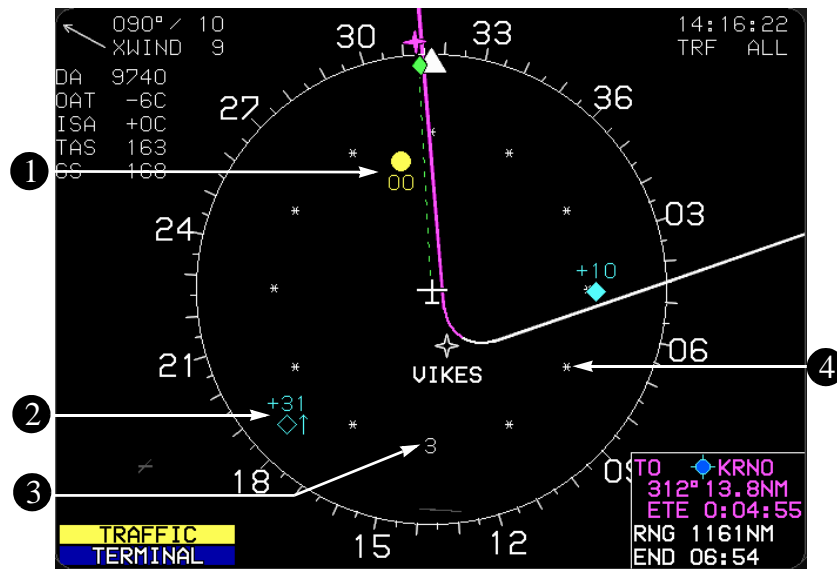 090°/ 10
XWIND 9
DA 9740
OAT -6C
ISA +0C
TAS 163
GS 168
14:16:22
TRF ALL
30
33
27
36
24
03
21
06
18
09
15
12
1
00
+10
VIKES
4
+31↑
2
3
3
TO KRNO
312° 13.8NM
ETE 0:04:55
RNG 1161NM
END 06:54
TRAFFIC
TERMINAL